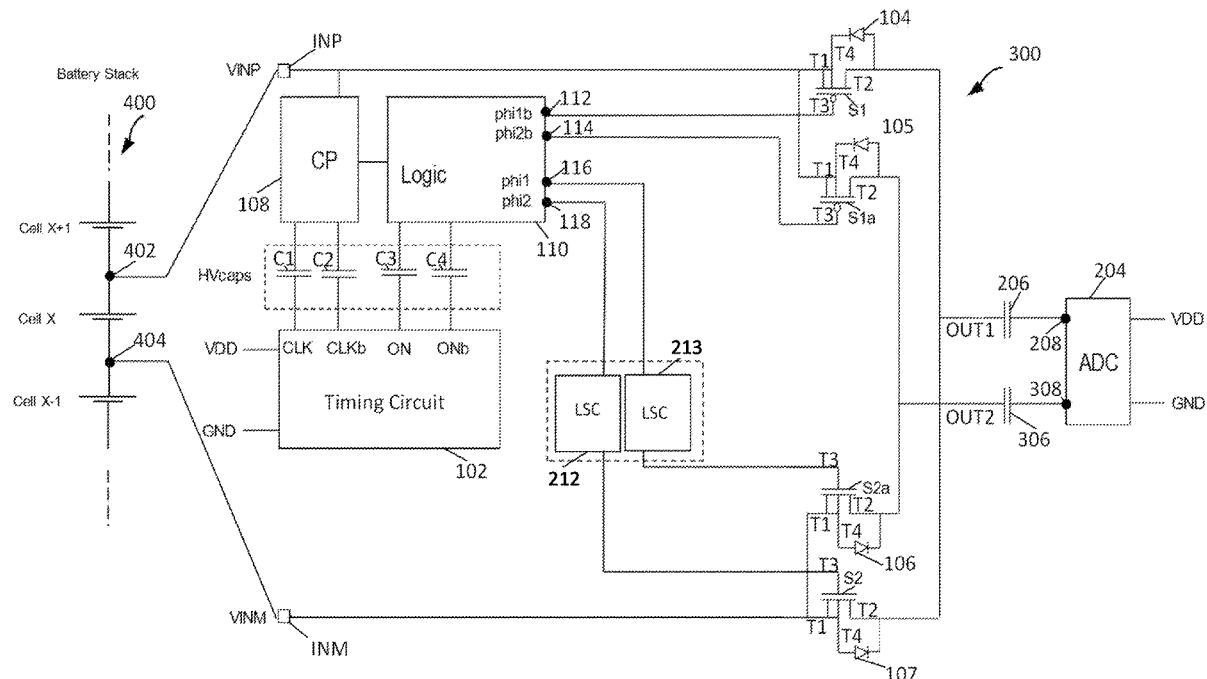 INP
104
VINP
T1
T4
300
Battery Stack
T2
400
112
T3
S1
phi1b
114
phi2b
105
CP
Logic
116
T1
T4
phi1
T2
108
118
phi2
T3
S1a
Cell X+1
110
402
C1
C2
C3
C4
HVcaps
206
204
Cell X
VDD
404
OUT1
208
VDD
CLK
CLKb
ON
ONb
213
ADC
Cell X-1
Timing Circuit
LSC
LSC
308
GND
OUT2
GND
306
102
212
T3
S2a
T2
T1
T4
T3
106
S2
VINM
T2
T1
INM
T4
107